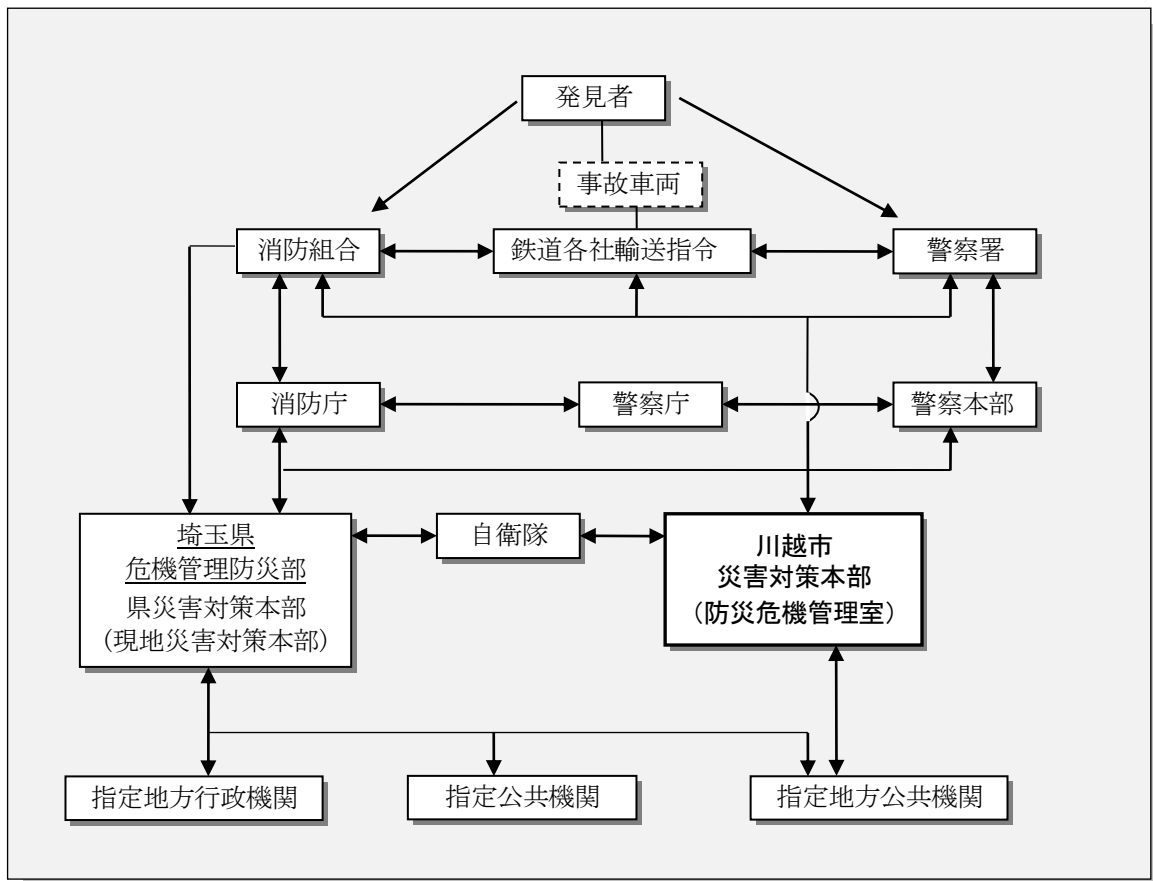 発見者
事故車両
消防組合
鉄道各社輸送指令
警察署
消防庁
警察庁
警察本部
埼玉県
危機管理防災部
県災害対策本部
（現地災害対策本部）
自衛隊
川越市
災害対策本部
（防災危機管理室）
指定地方行政機関
指定公共機関
指定地方公共機関